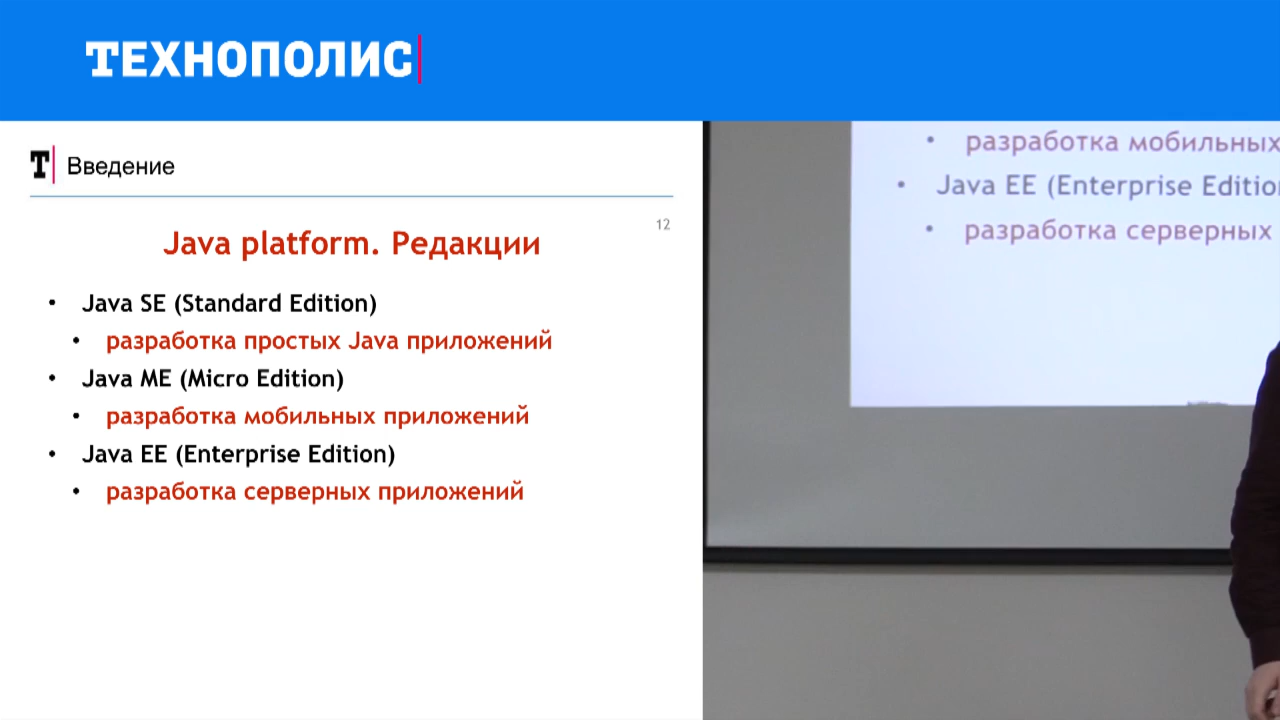 ТЕХНОПОЛИС
Т Введение
12
Java platform. Редакции
• Java SE (Standard Edition)
• разработка простых Java приложений
• Java ME (Micro Edition)
• разработка мобильных приложений
• Java EE (Enterprise Edition)
• разработка серверных приложений
• разработка мобильных
• Java EE (Enterprise Editio
• разработка серверных